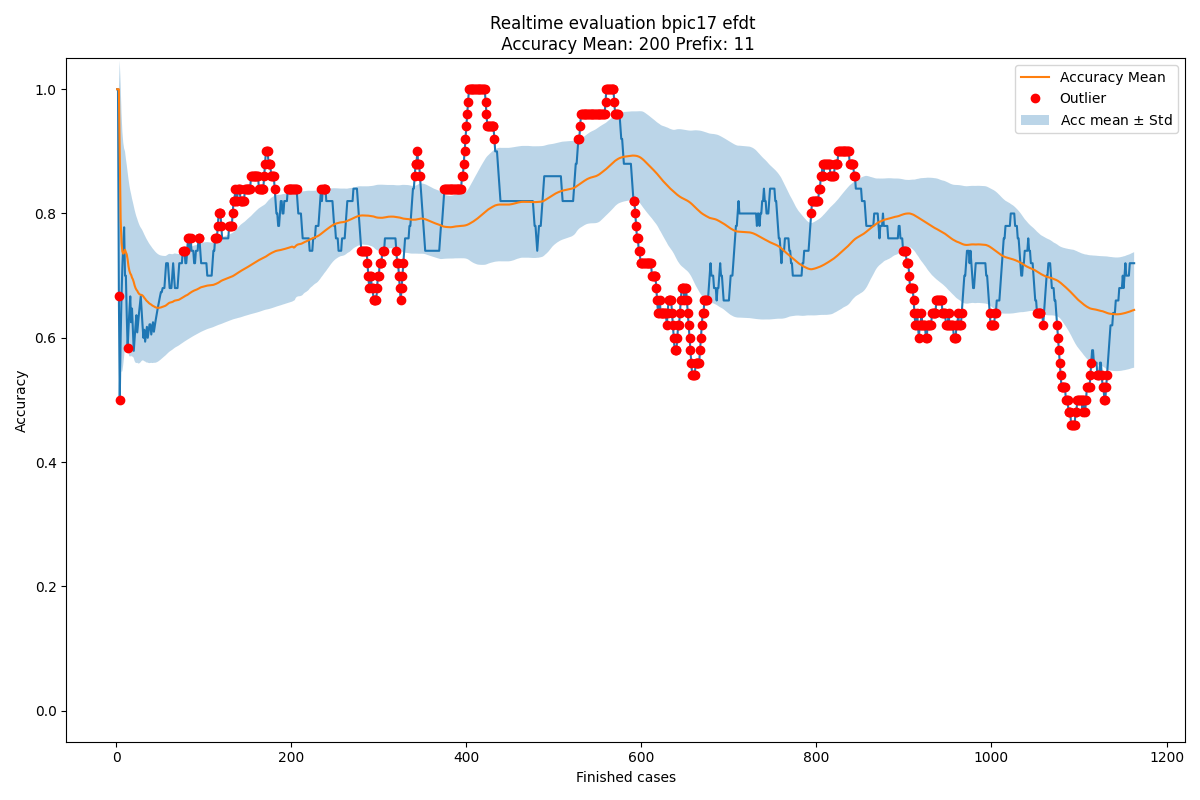 Realtime evaluation bpic17 efdt
Accuracy Mean: 200 Prefix: 11
Accuracy Mean
Outlier
Acc mean ± Std
1.0
0.8
0.6
0.4
0.2
0.0
Accuracy
0
200
400
600
800
1000
1200
Finished cases